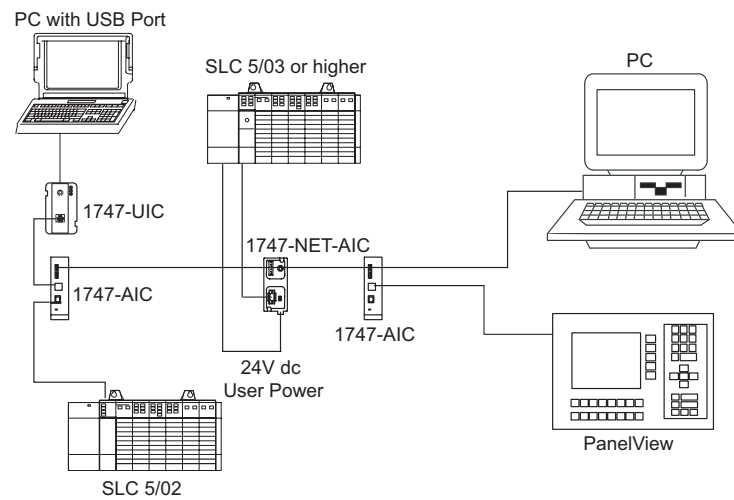 PC with USB Port
SLC 5/03 or higher
PC
1747-UIC
1747-NET-AIC
1747-AIC
1747-AIC
24V dc
User Power
PanelView
SLC 5/02